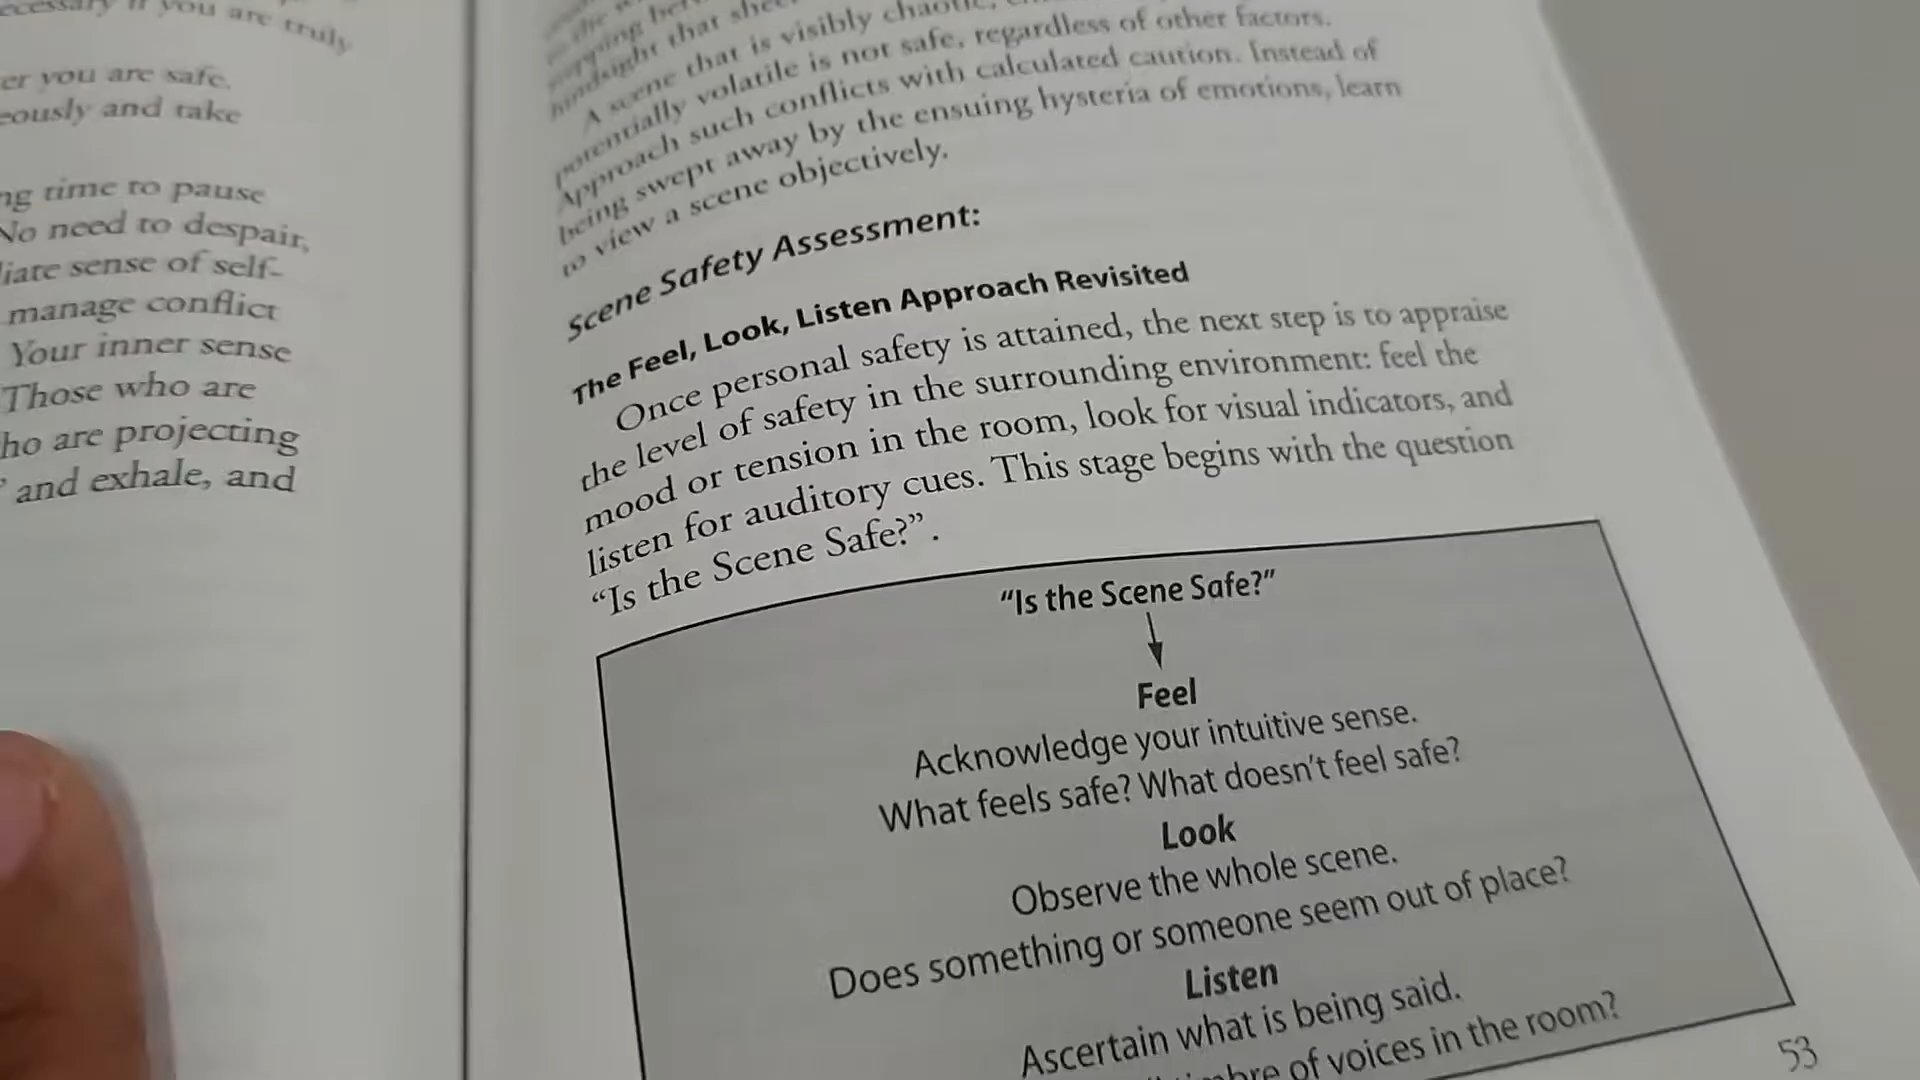 you are truly
er you are safe.
eously and take
ng time to pause
No need to despair,
liate sense of self-
manage conflict
Your inner sense
Those who are
ho are projecting
and exhale, and
hindsight that
A scene that is visibly chaotic,
potentially volatile is not safe, regardless of other factors.
Approach such conflicts with calculated caution. Instead of
being swept away by the ensuing hysteria of emotions, learn
to view a scene objectively.
Scene Safety Assessment:
The Feel, Look, Listen Approach Revisited
Once personal safety is attained, the next step is to appraise
the level of safety in the surrounding environment: feel the
mood or tension in the room, look for visual indicators, and
listen for auditory cues. This stage begins with the question
“Is the Scene Safe?”.
“Is the Scene Safe?”
Feel
Acknowledge your intuitive sense.
What feels safe? What doesn’t feel safe?
Look
Observe the whole scene.
Does something or someone seem out of place?
Listen
Ascertain what is being said.
of voices in the room?
53